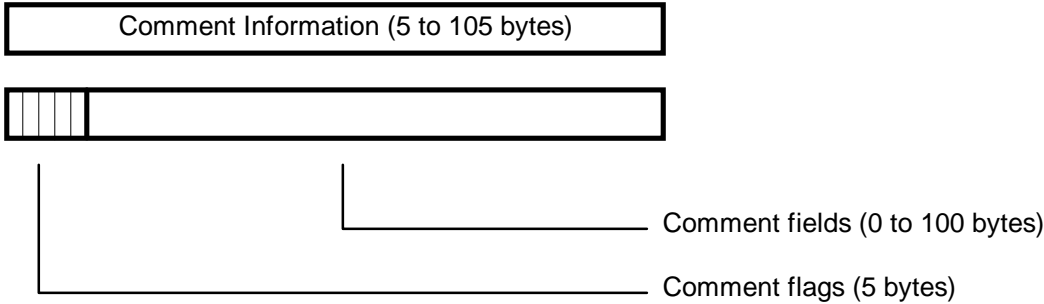 Comment Information (5 to 105 bytes)
Comment fields (0 to 100 bytes)
Comment flags (5 bytes)